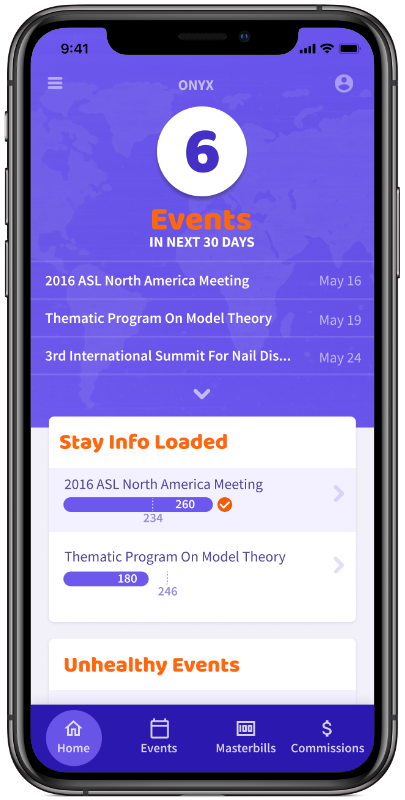 9:41
ONYX
6
Events
IN NEXT 30 DAYS
2016 ASL North America Meeting May 16
Thematic Program On Model Theory May 19
3rd International Summit For Nail Dis... May 24
Stay Info Loaded
2016 ASL North America Meeting
260
234
Thematic Program On Model Theory
180
246
Unhealthy Events
Home Events Masterbills Commissions